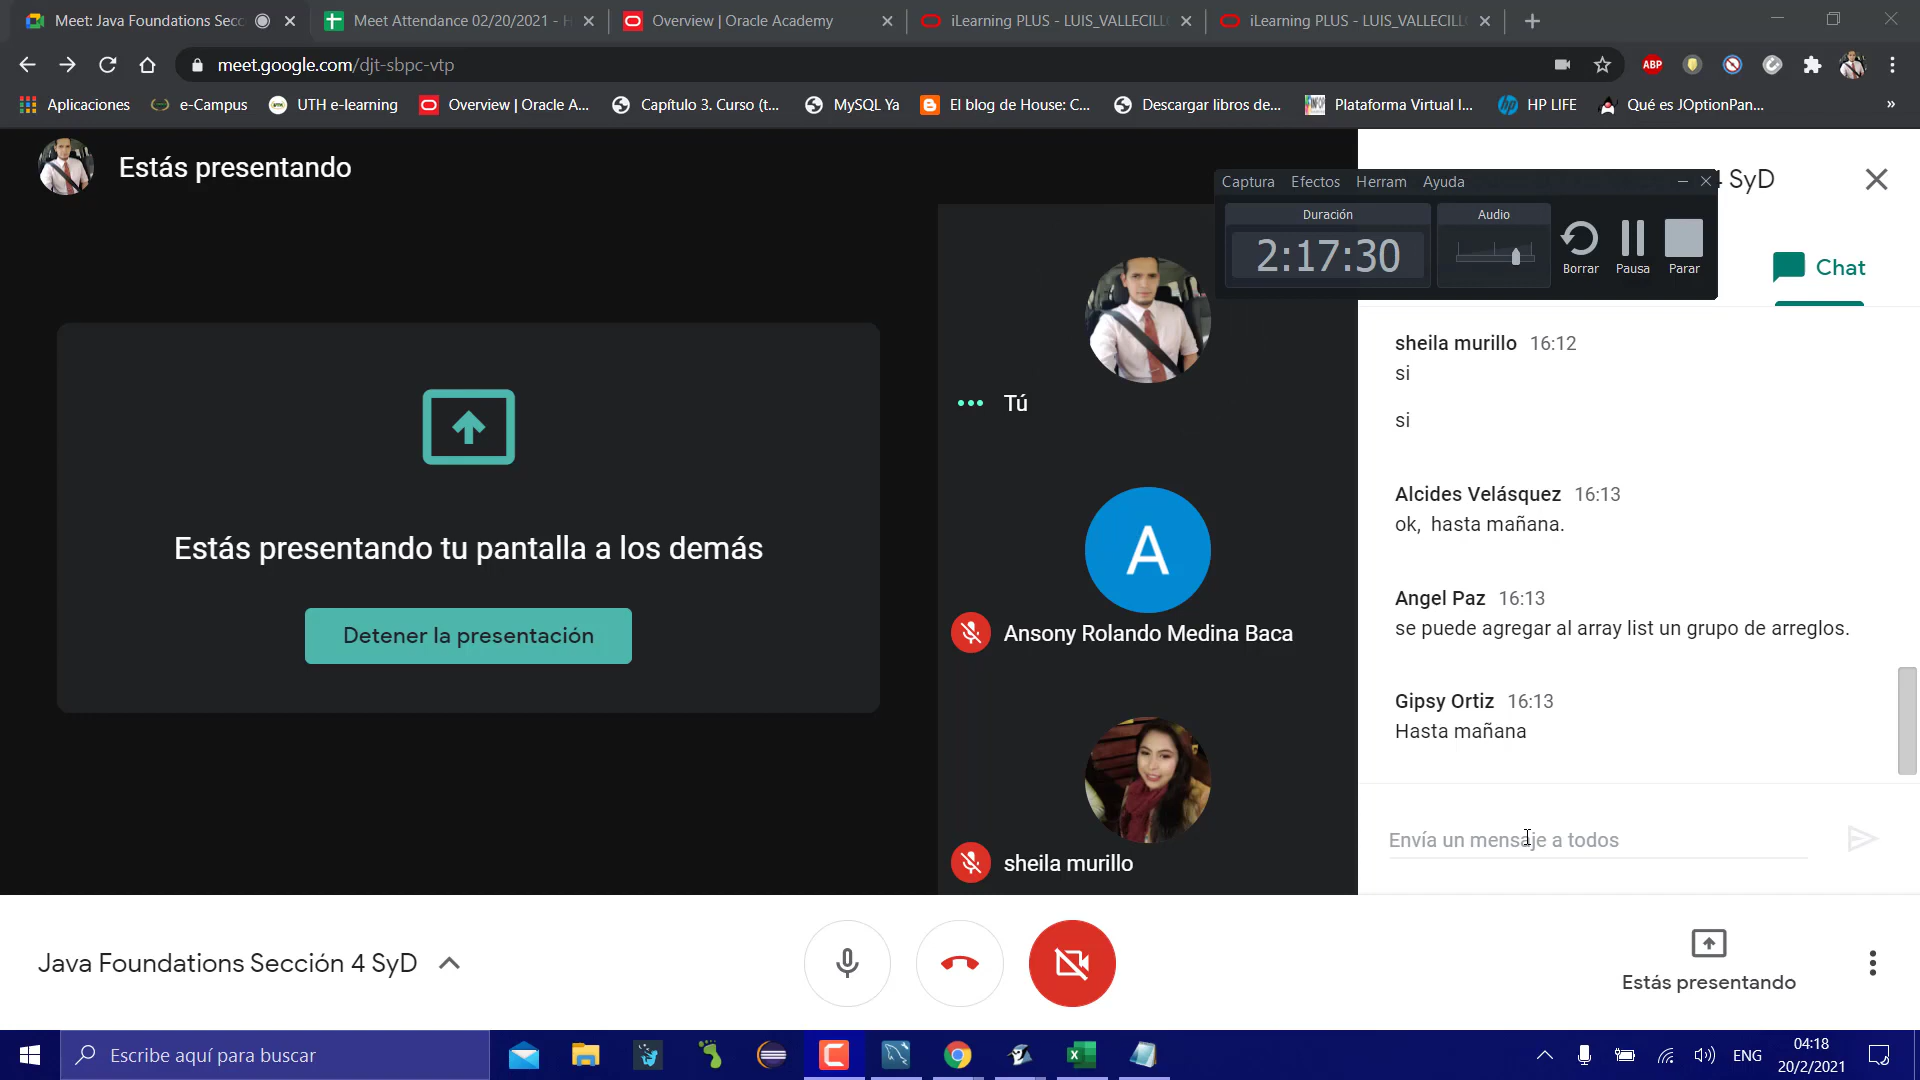 Meet: Java Foundations Secc
Meet Attendance 02/20/2021 - H
Overview | Oracle Academy
iLearning PLUS - LUIS_VALLECILL
iLearning PLUS - LUIS_VALLECILL
meet.google.com/djt-sbpc-vtp
ABP
Aplicaciones
e-Campus
UTH e-learning
Overview | Oracle A...
Capítulo 3. Curso (t...
MySQL Ya
El blog de House: C...
Descargar libros de...
Plataforma Virtual I...
HP LIFE
Qué es JOptionPan...
»
Estás presentando
Captura Efectos Herram Ayuda
Duración
Audio
2:17:30
Borrar
Pausa
Parar
4 SyD
Chat
Estás presentando tu pantalla a los demás
Detener la presentación
Tú
A
Ansony Rolando Medina Baca
sheila murillo
sheila murillo 16:12
si
si
Alcides Velásquez 16:13
ok, hasta mañana.
Angel Paz 16:13
se puede agregar al array list un grupo de arreglos.
Gipsy Ortiz 16:13
Hasta mañana
Envía un mensaje a todos
Java Foundations Sección 4 SyD
Estás presentando
Escribe aquí para buscar
ENG
04:18
20/2/2021